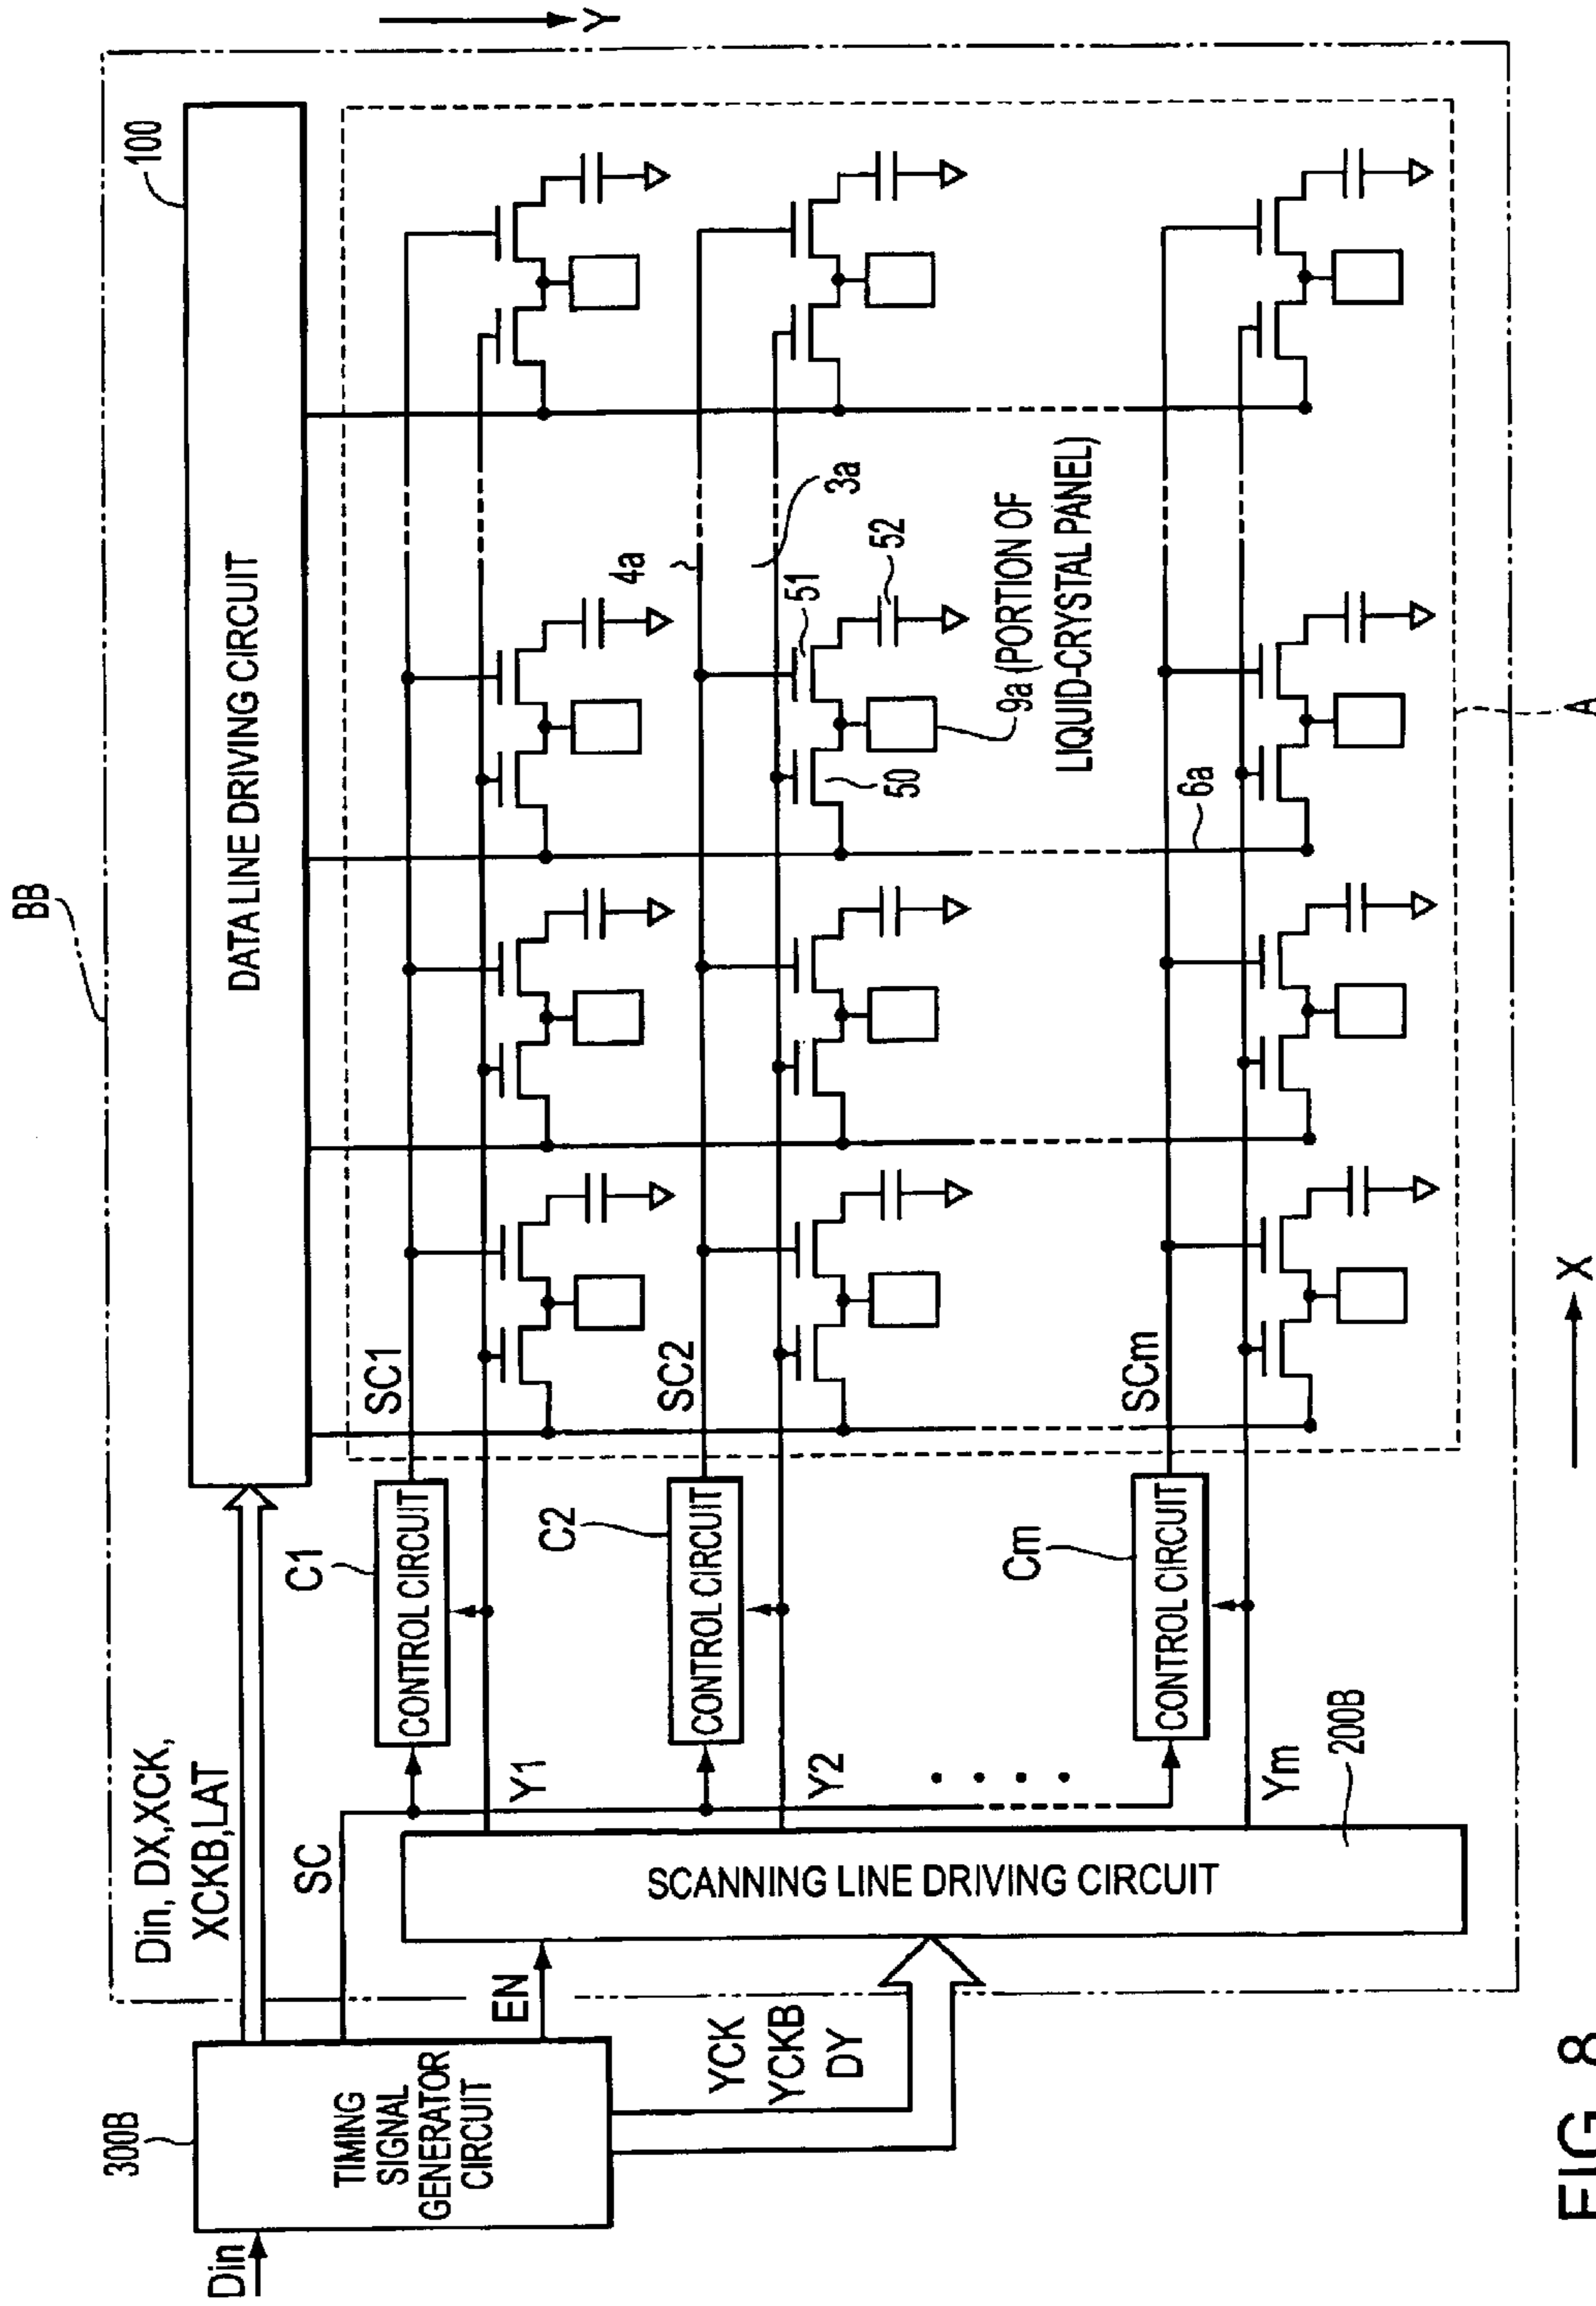 BB
Y
100
DATA LINE DRIVING CIRCUIT
Din, DX,XCK,
XCKB,LAT
300B
Din
TIMING
SIGNAL
GENERATOR
CIRCUIT
SC
EN
YCK
YCKB
DY
C1
CONTROL CIRCUIT
SC1
Y1
C2
CONTROL CIRCUIT
SC2
Y2
4a
3a
51
52
50
9a (PORTION OF
LIQUID-CRYSTAL PANEL)
6a
Cm
CONTROL CIRCUIT
SCm
Ym
SCANNING LINE DRIVING CIRCUIT
200B
A
X
FIG. 8